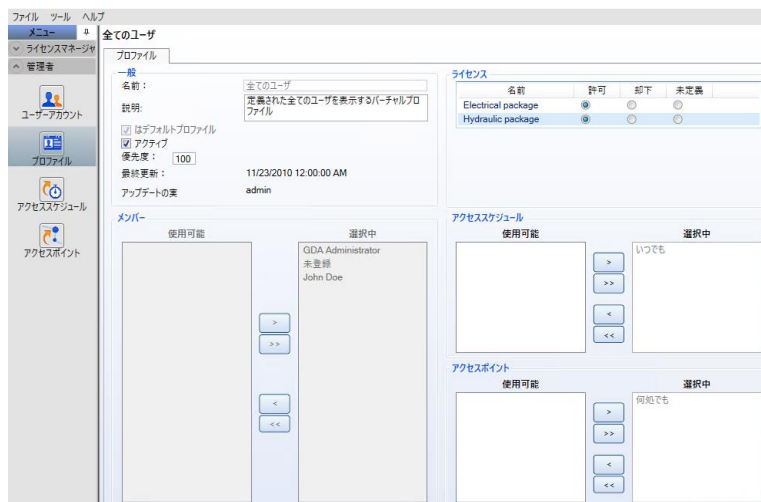 ファイル ツール ヘルプ
メニュー
ライセンスマネージャ
管理者
ユーザーアカウント
プロファイル
アクセススケジュール
アクセスポイント
全てのユーザ
プロファイル
一般
名前：
全てのユーザ
説明:
定義された全てのユーザを表示するバーチャルプロ
ファイル
はデフォルトプロファイル
アクティブ
優先度： 100
最終更新： 11/23/2010 12:00:00 AM
アップデートの実 admin
メンバー
使用可能 選択中
GDA Administrator
未登録
John Doe
>
>>
<
<<
ライセンス
名前 許可 却下 未定義
Electrical package
Hydraulic package
アクセススケジュール
使用可能 選択中
いつでも
>
>>
<
<<
アクセスポイント
使用可能 選択中
何処でも
>
>>
<
<<